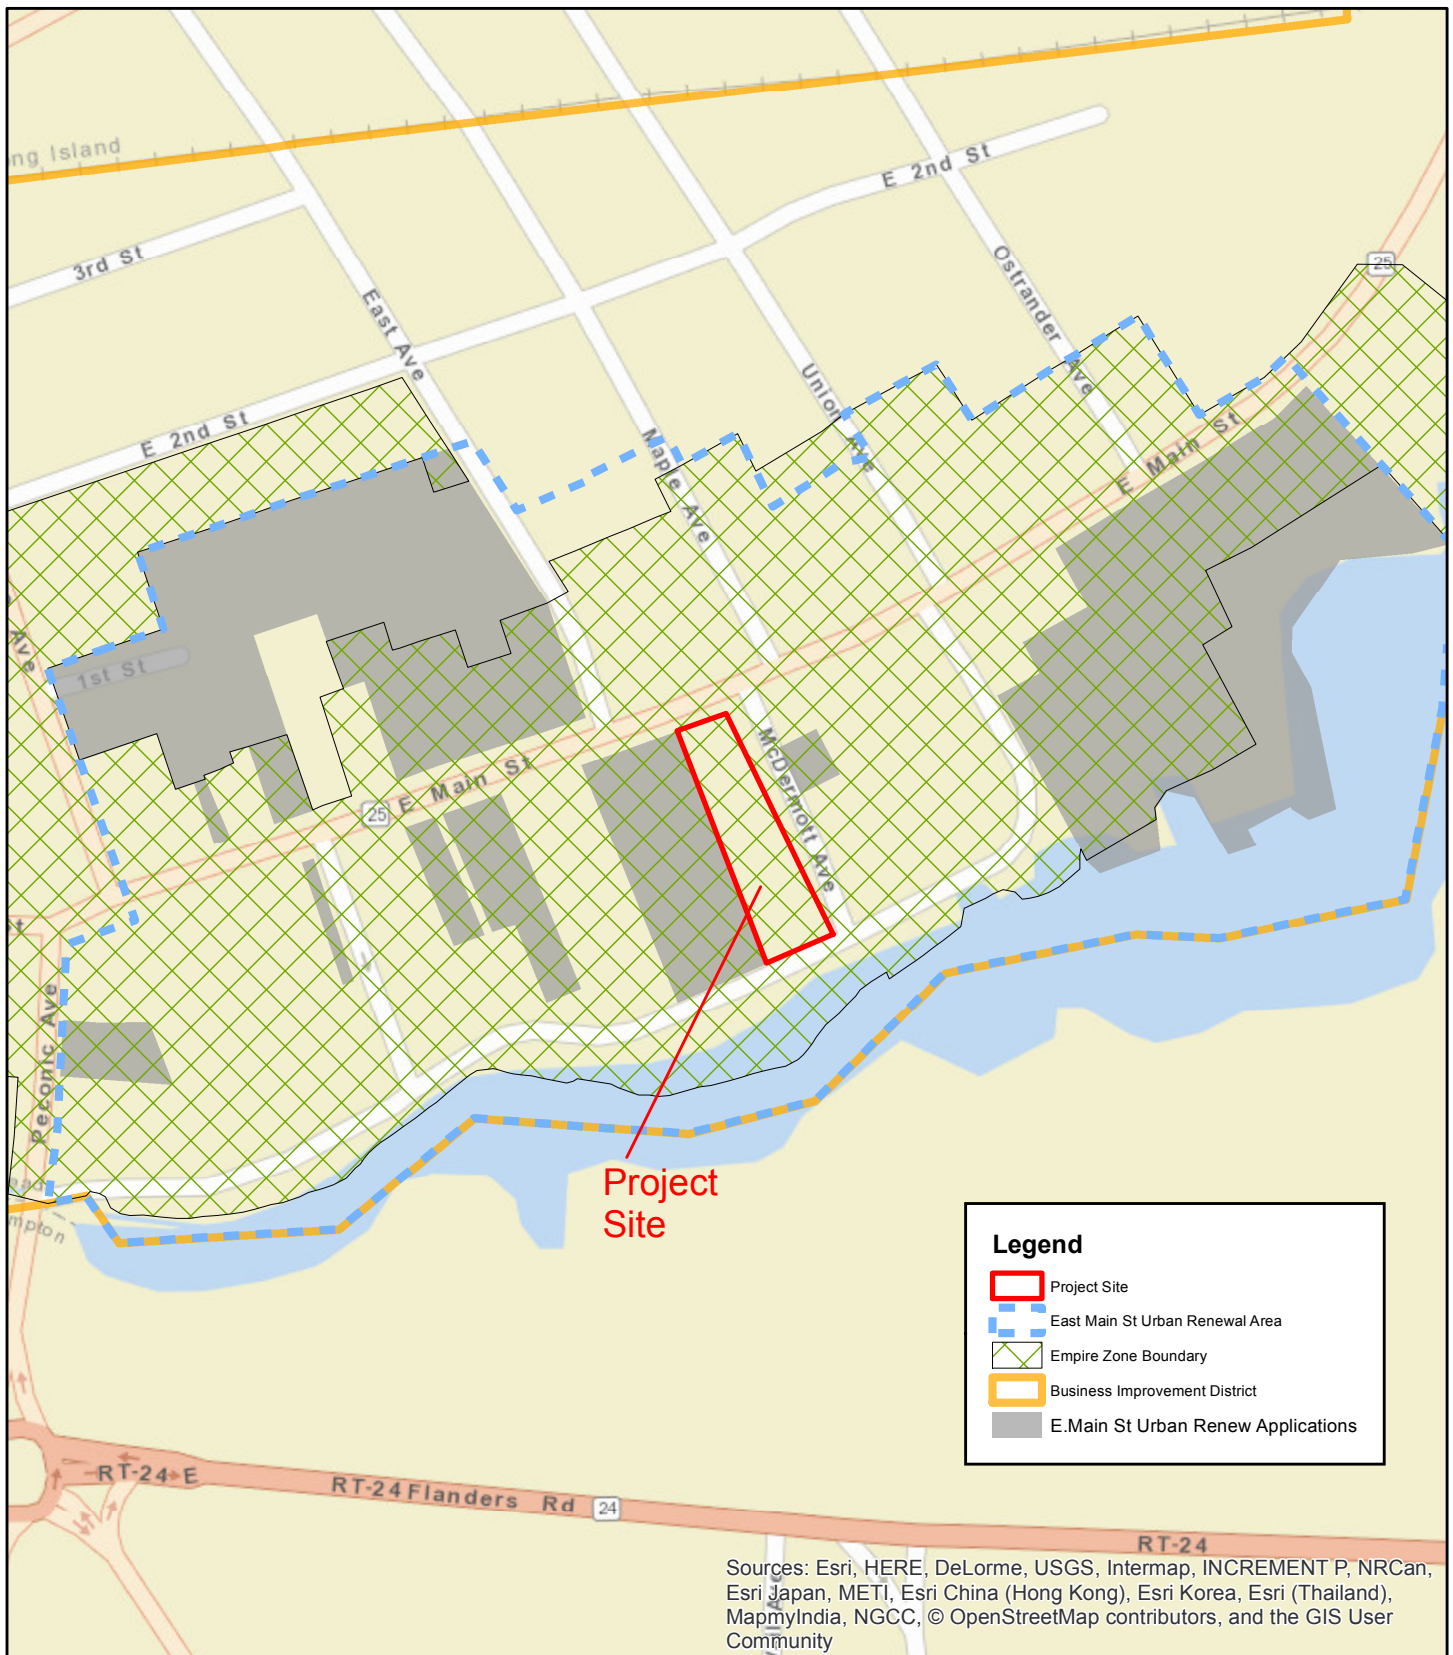 ng Island
E 2nd St
3rd St
East Ave
Ostrander Ave
Union Ave
E 2nd St
Maple Ave
E Main St
25
Ave
1st St
McDermott Ave
25
E Main St
Peconic Ave
Project
Site
mpton
Legend
Project Site
East Main St Urban Renewal Area
Empire Zone Boundary
Business Improvement District
E.Main St Urban Renew Applications
RT-24 E
RT-24 Flanders Rd
24
RT-24
Sources: Esri, HERE, DeLorme, USGS, Intermap, INCREMENT P, NRCan,
Esri Japan, METI, Esri China (Hong Kong), Esri Korea, Esri (Thailand),
MapmyIndia, NGCC, © OpenStreetMap contributors, and the GIS User
Community